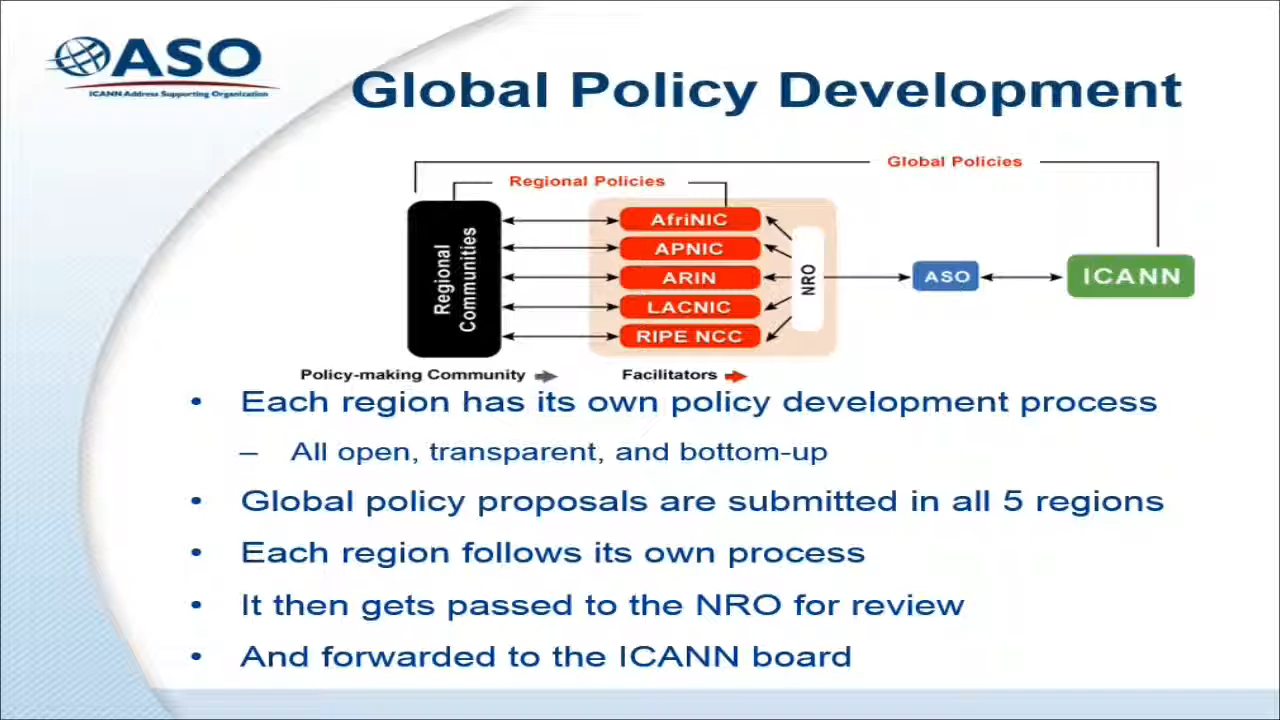 ASO
ICANN Address Supporting Organization
Global Policy Development
Global Policies
Regional Policies
Regional Communities
AfriNIC
APNIC
ARIN
LACNIC
RIPE NCC
NRO
ASO
ICANN
Policy-making Community
Facilitators
• Each region has its own policy development process
– All open, transparent, and bottom-up
• Global policy proposals are submitted in all 5 regions
• Each region follows its own process
• It then gets passed to the NRO for review
• And forwarded to the ICANN board